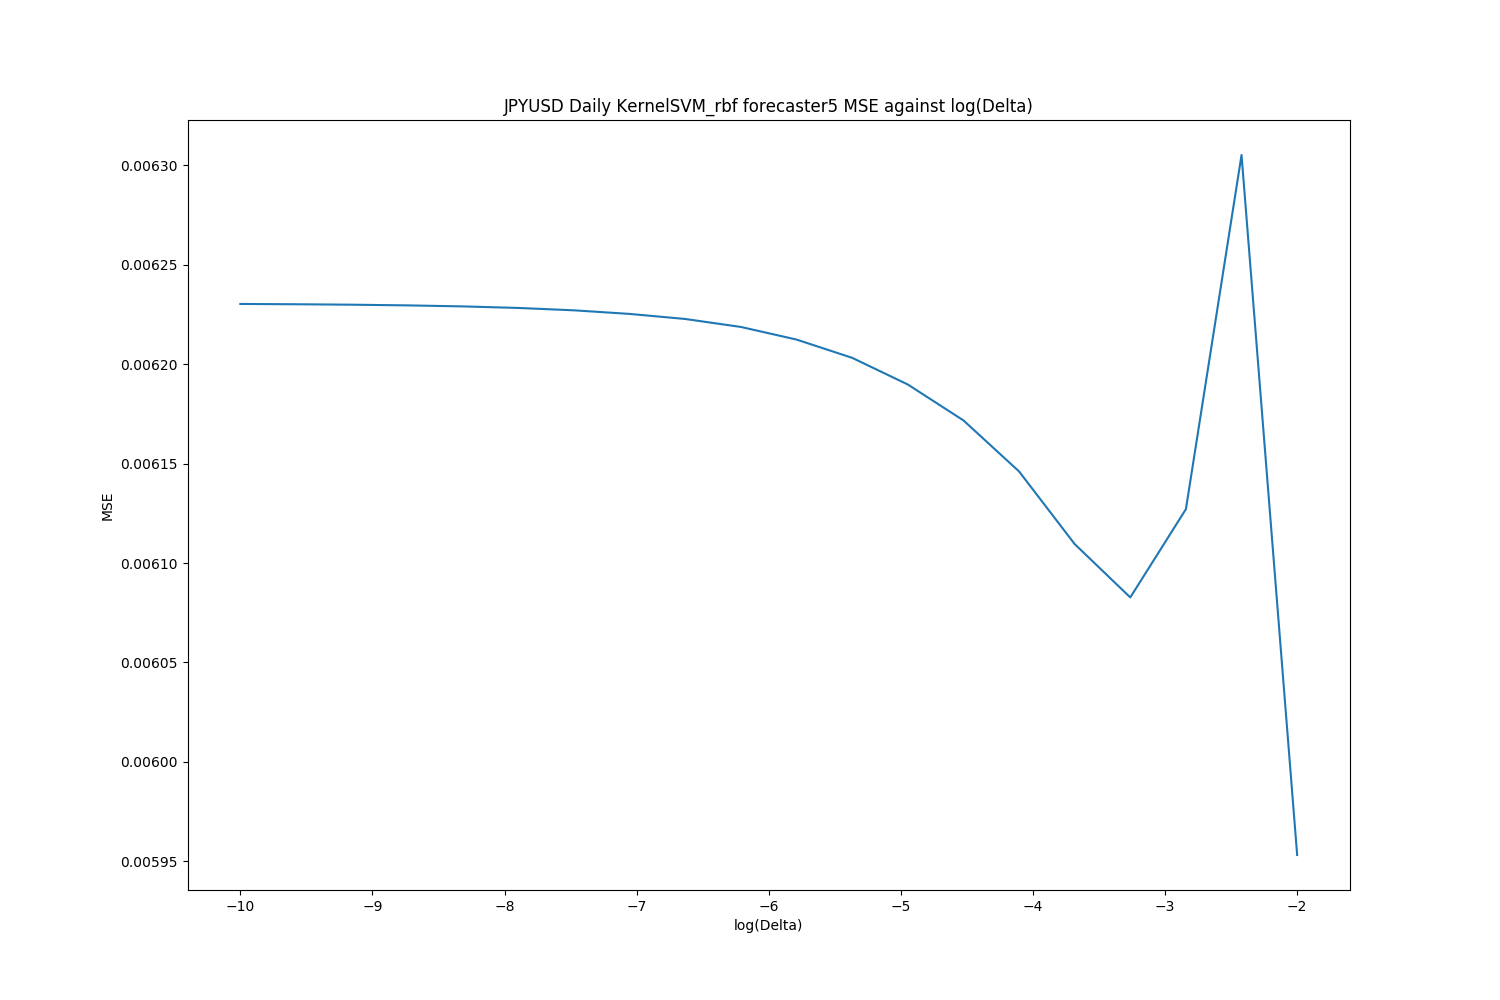 JPYUSD Daily KernelSVM_rbf forecaster5 MSE against log(Delta)
0.00630
0.00625
0.00620
0.00615
0.00610
0.00605
0.00600
0.00595
MSE
−10 −9 −8 −7 −6 −5 −4 −3 −2
log(Delta)